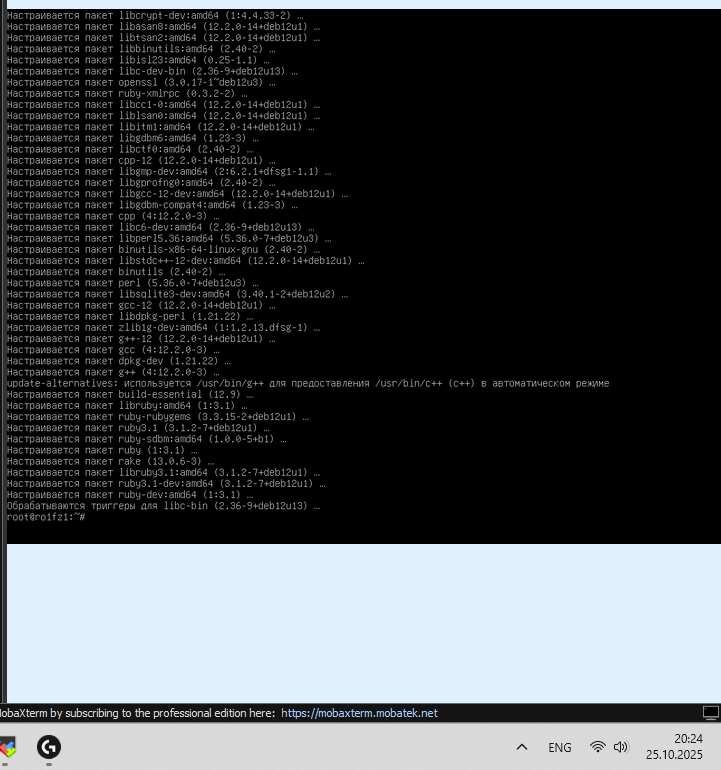 Настраивается пакет libcrypt-dev:amd64 (1:4.4.33-2) …
Настраивается пакет libasan8:amd64 (12.2.0-14+deb12u1) …
Настраивается пакет libtsan2:amd64 (12.2.0-14+deb12u1) …
Настраивается пакет libbinutils:amd64 (2.40-2) …
Настраивается пакет libisl23:amd64 (0.25-1.1) …
Настраивается пакет libc-dev-bin (2.36-9+deb12u13) …
Настраивается пакет openssl (3.0.17-1~deb12u3) …
Настраивается пакет ruby-xmlrpc (0.3.2-2) …
Настраивается пакет libcc1-0:amd64 (12.2.0-14+deb12u1) …
Настраивается пакет liblsan0:amd64 (12.2.0-14+deb12u1) …
Настраивается пакет libitm1:amd64 (12.2.0-14+deb12u1) …
Настраивается пакет libgdbm6:amd64 (1.23-3) …
Настраивается пакет libctf0:amd64 (2.40-2) …
Настраивается пакет cpp-12 (12.2.0-14+deb12u1) …
Настраивается пакет libgmp-dev:amd64 (2:6.2.1+dfsg1-1.1) …
Настраивается пакет libgprofng0:amd64 (2.40-2) …
Настраивается пакет libgcc-12-dev:amd64 (12.2.0-14+deb12u1) …
Настраивается пакет libgdbm-compat4:amd64 (1.23-3) …
Настраивается пакет cpp (4:12.2.0-3) …
Настраивается пакет libc6-dev:amd64 (2.36-9+deb12u13) …
Настраивается пакет libperl5.36:amd64 (5.36.0-7+deb12u3) …
Настраивается пакет binutils-x86-64-linux-gnu (2.40-2) …
Настраивается пакет libstdc++-12-dev:amd64 (12.2.0-14+deb12u1) …
Настраивается пакет binutils (2.40-2) …
Настраивается пакет perl (5.36.0-7+deb12u3) …
Настраивается пакет libsqlite3-dev:amd64 (3.40.1-2+deb12u2) …
Настраивается пакет gcc-12 (12.2.0-14+deb12u1) …
Настраивается пакет libdpkg-perl (1.21.22) …
Настраивается пакет zlib1g-dev:amd64 (1:1.2.13.dfsg-1) …
Настраивается пакет g++-12 (12.2.0-14+deb12u1) …
Настраивается пакет gcc (4:12.2.0-3) …
Настраивается пакет dpkg-dev (1.21.22) …
Настраивается пакет g++ (4:12.2.0-3) …
update-alternatives: используется /usr/bin/g++ для предоставления /usr/bin/c++ (c++) в автоматическом режиме
Настраивается пакет build-essential (12.9) …
Настраивается пакет libruby:amd64 (1:3.1) …
Настраивается пакет ruby-rubygems (3.3.15-2+deb12u1) …
Настраивается пакет ruby3.1 (3.1.2-7+deb12u1) …
Настраивается пакет ruby-sdbm:amd64 (1.0.0-5+b1) …
Настраивается пакет ruby (1:3.1) …
Настраивается пакет rake (13.0.6-3) …
Настраивается пакет libruby3.1:amd64 (3.1.2-7+deb12u1) …
Настраивается пакет ruby3.1-dev:amd64 (3.1.2-7+deb12u1) …
Настраивается пакет ruby-dev:amd64 (1:3.1) …
Обрабатываются триггеры для libc-bin (2.36-9+deb12u13) …
root@ro1fz1:~#
MobaXterm by subscribing to the professional edition here: https://mobaxterm.mobatek.net
ENG
20:24
25.10.2025